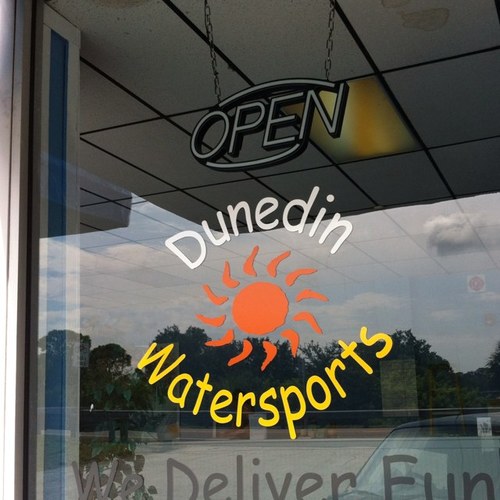 OPEN
Dunedin
Watersports
We Deliver Fun